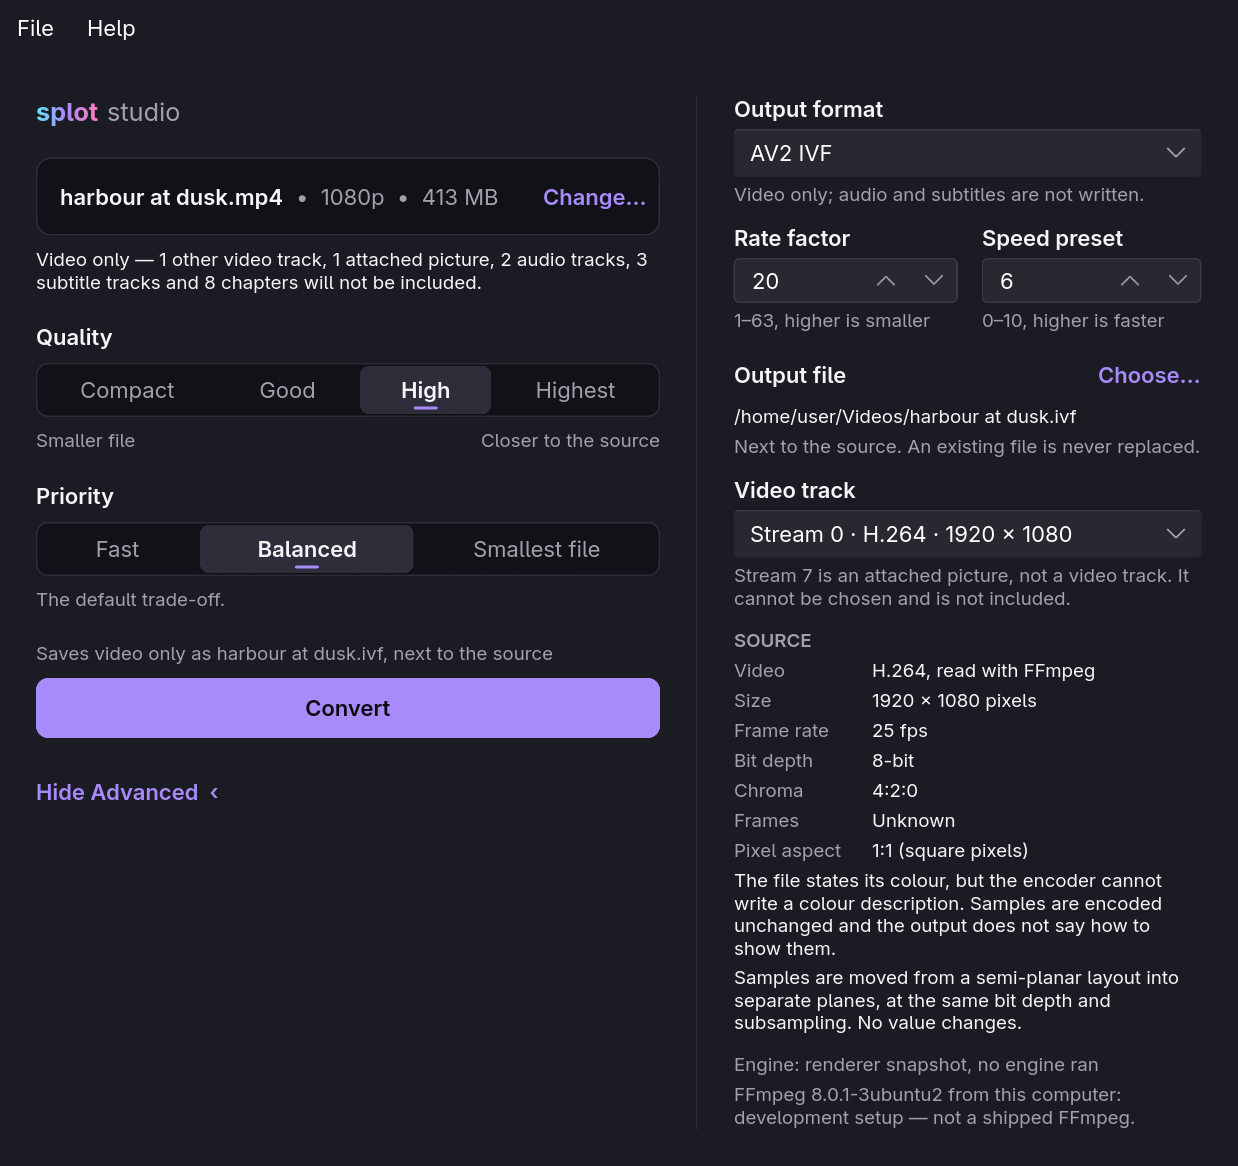 File Help
splot studio
harbour at dusk.mp4 • 1080p • 413 MB Change...
Video only — 1 other video track, 1 attached picture, 2 audio tracks, 3
subtitle tracks and 8 chapters will not be included.
Quality
Compact Good High Highest
Smaller file Closer to the source
Priority
Fast Balanced Smallest file
The default trade-off.
Saves video only as harbour at dusk.ivf, next to the source
Convert
Hide Advanced ‹
Output format
AV2 IVF
Video only; audio and subtitles are not written.
Rate factor Speed preset
20 6
1–63, higher is smaller 0–10, higher is faster
Output file Choose...
/home/user/Videos/harbour at dusk.ivf
Next to the source. An existing file is never replaced.
Video track
Stream 0 · H.264 · 1920 × 1080
Stream 7 is an attached picture, not a video track. It
cannot be chosen and is not included.
SOURCE
Video H.264, read with FFmpeg
Size 1920 × 1080 pixels
Frame rate 25 fps
Bit depth 8-bit
Chroma 4:2:0
Frames Unknown
Pixel aspect 1:1 (square pixels)
The file states its colour, but the encoder cannot
write a colour description. Samples are encoded
unchanged and the output does not say how to
show them.
Samples are moved from a semi-planar layout into
separate planes, at the same bit depth and
subsampling. No value changes.
Engine: renderer snapshot, no engine ran
FFmpeg 8.0.1-3ubuntu2 from this computer:
development setup — not a shipped FFmpeg.